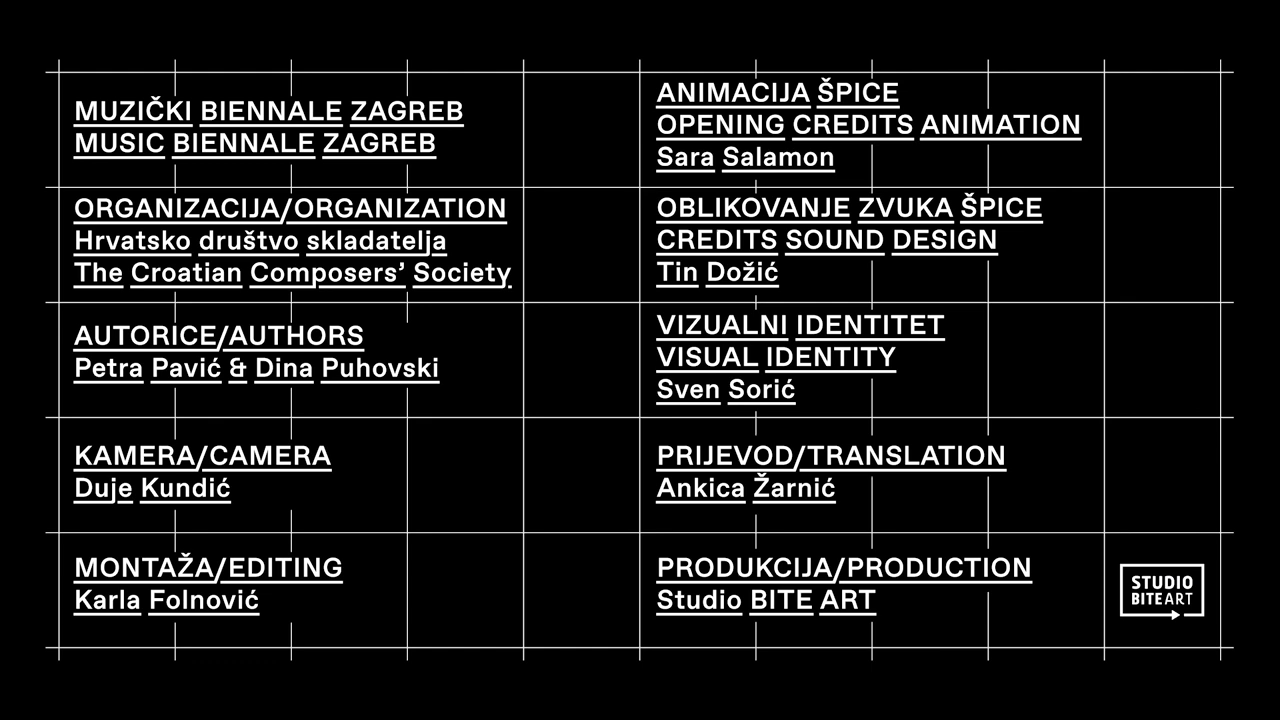 MUZIČKI BIENNALE ZAGREB
MUSIC BIENNALE ZAGREB
ORGANIZACIJA/ORGANIZATION
Hrvatsko društvo skladatelja
The Croatian Composers’ Society
AUTORICE/AUTHORS
Petra Pavić & Dina Puhovski
KAMERA/CAMERA
Duje Kundić
MONTAŽA/EDITING
Karla Folnović
ANIMACIJA ŠPICE
OPENING CREDITS ANIMATION
Sara Salamon
OBLIKOVANJE ZVUKA ŠPICE
CREDITS SOUND DESIGN
Tin Dožić
VIZUALNI IDENTITET
VISUAL IDENTITY
Sven Sorić
PRIJEVOD/TRANSLATION
Ankica Žarnić
PRODUKCIJA/PRODUCTION
Studio BITE ART
STUDIO
BITEART